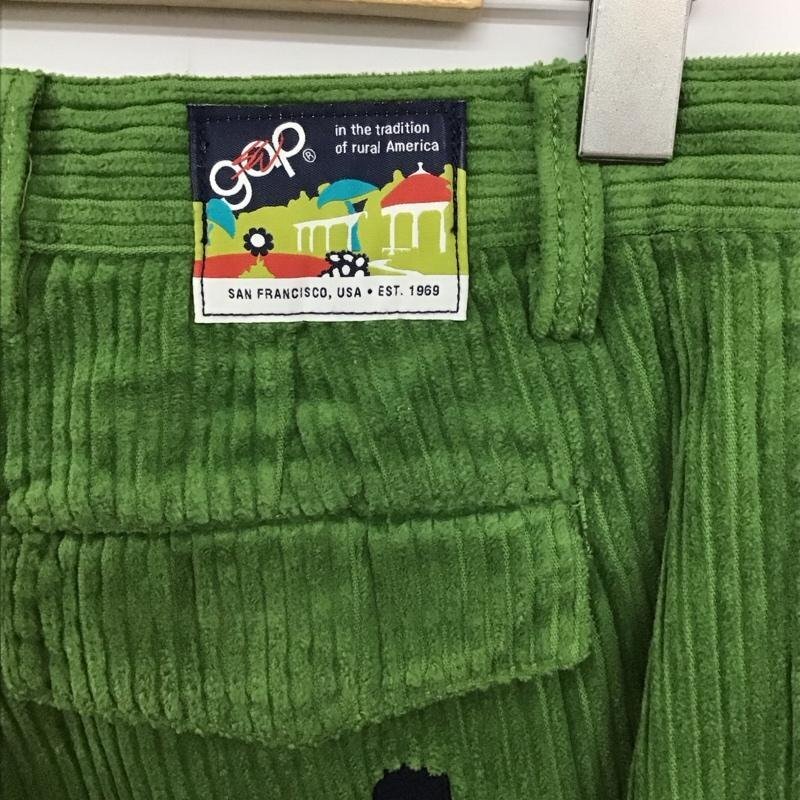 gap®
in the tradition
of rural America
SAN FRANCISCO, USA • EST. 1969